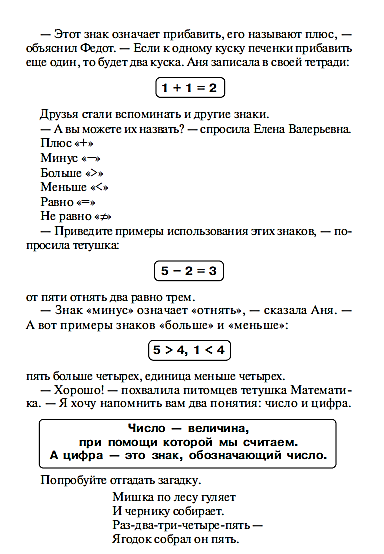 — Этот знак означает прибавить, его называют плюс, —
объяснил Федот. — Если к одному куску печенки прибавить
еще один, то будет два куска. Аня записала в своей тетради:
1 + 1 = 2
Друзья стали вспоминать и другие знаки.
— А вы можете их назвать? — спросила Елена Валерьевна.
Плюс «+»
Минус «–»
Больше «>»
Меньше «<»
Равно «=»
Не равно «≠»
— Приведите примеры использования этих знаков, — по-
просила тетушка:
5 – 2 = 3
от пяти отнять два равно трем.
— Знак «минус» означает «отнять», — сказала Аня. —
А вот примеры знаков «больше» и «меньше»:
5 > 4, 1 < 4
пять больше четырех, единица меньше четырех.
— Хорошо! — похвалила питомцев тетушка Математи-
ка. — Я хочу напомнить вам два понятия: число и цифра.
Число — величина,
при помощи которой мы считаем.
А цифра — это знак, обозначающий число.
Попробуйте отгадать загадку.
Мишка по лесу гуляет
И чернику собирает.
Раз-два-три-четыре-пять —
Ягодок собрал он пять.